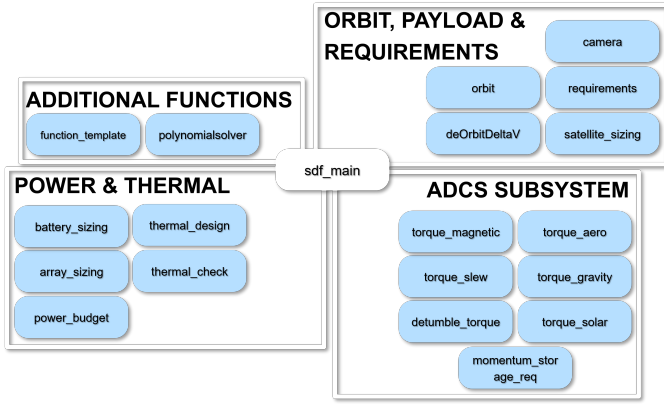 ORBIT, PAYLOAD &
REQUIREMENTS
camera
orbit
requirements
deOrbitDeltaV
satellite_sizing
ADDITIONAL FUNCTIONS
function_template
polynomialsolver
sdf_main
POWER & THERMAL
battery_sizing
thermal_design
array_sizing
thermal_check
power_budget
ADCS SUBSYSTEM
torque_magnetic
torque_aero
torque_slew
torque_gravity
detumble_torque
torque_solar
momentum_stor
age_req